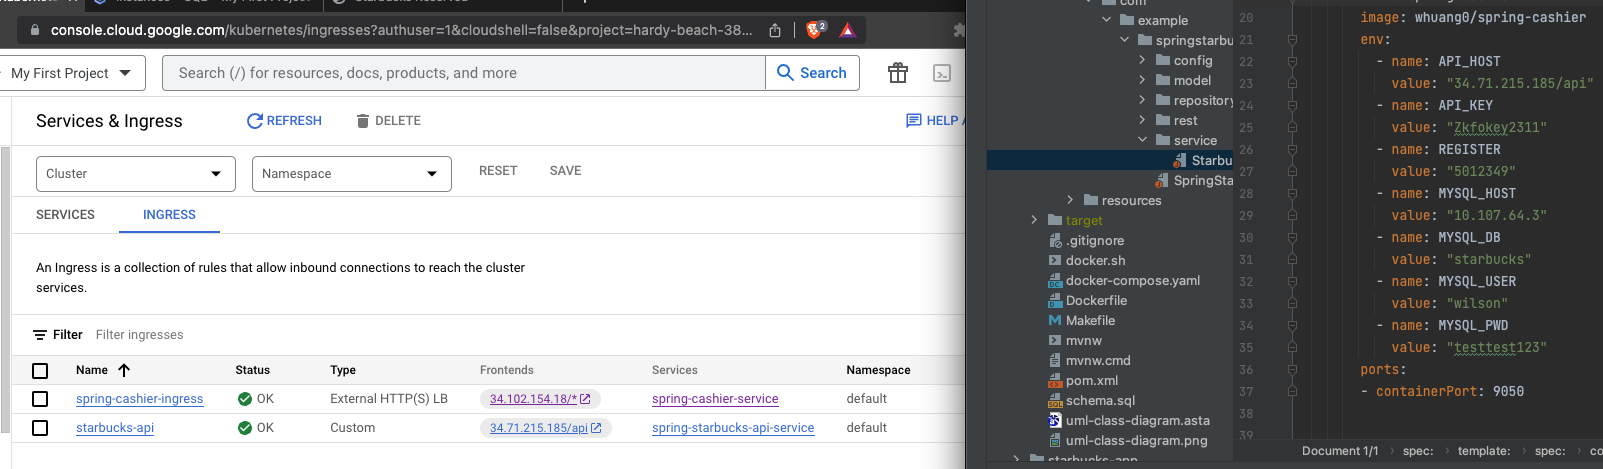 console.cloud.google.com/kubernetes/ingresses?authuser=1&cloudshell=false&project=hardy-beach-38...
2
My First Project
Search (/) for resources, docs, products, and more
Search
Services & Ingress
REFRESH
DELETE
HELP
Cluster
Namespace
RESET
SAVE
SERVICES
INGRESS
An Ingress is a collection of rules that allow inbound connections to reach the cluster
services.
Filter Filter ingresses
Name Status Type Frontends Services Namespace
spring-cashier-ingress OK External HTTP(S) LB 34.102.154.18/* spring-cashier-service default
starbucks-api OK Custom 34.71.215.185/api spring-starbucks-api-service default
com
example
springstarbu
config
model
repository
rest
service
Starbu
SpringSta
resources
target
.gitignore
docker.sh
docker-compose.yaml
Dockerfile
Makefile
mvnw
mvnw.cmd
pom.xml
schema.sql
uml-class-diagram.asta
uml-class-diagram.png
starbucks-app
20 image: whuang0/spring-cashier
21 env:
22 - name: API_HOST
23 value: "34.71.215.185/api"
24 - name: API_KEY
25 value: "Zkfokey2311"
26 - name: REGISTER
27 value: "5012349"
28 - name: MYSQL_HOST
29 value: "10.107.64.3"
30 - name: MYSQL_DB
31 value: "starbucks"
32 - name: MYSQL_USER
33 value: "wilson"
34 - name: MYSQL_PWD
35 value: "testtest123"
36 ports:
37 - containerPort: 9050
38
39
Document 1/1 › spec: › template: › spec: › co